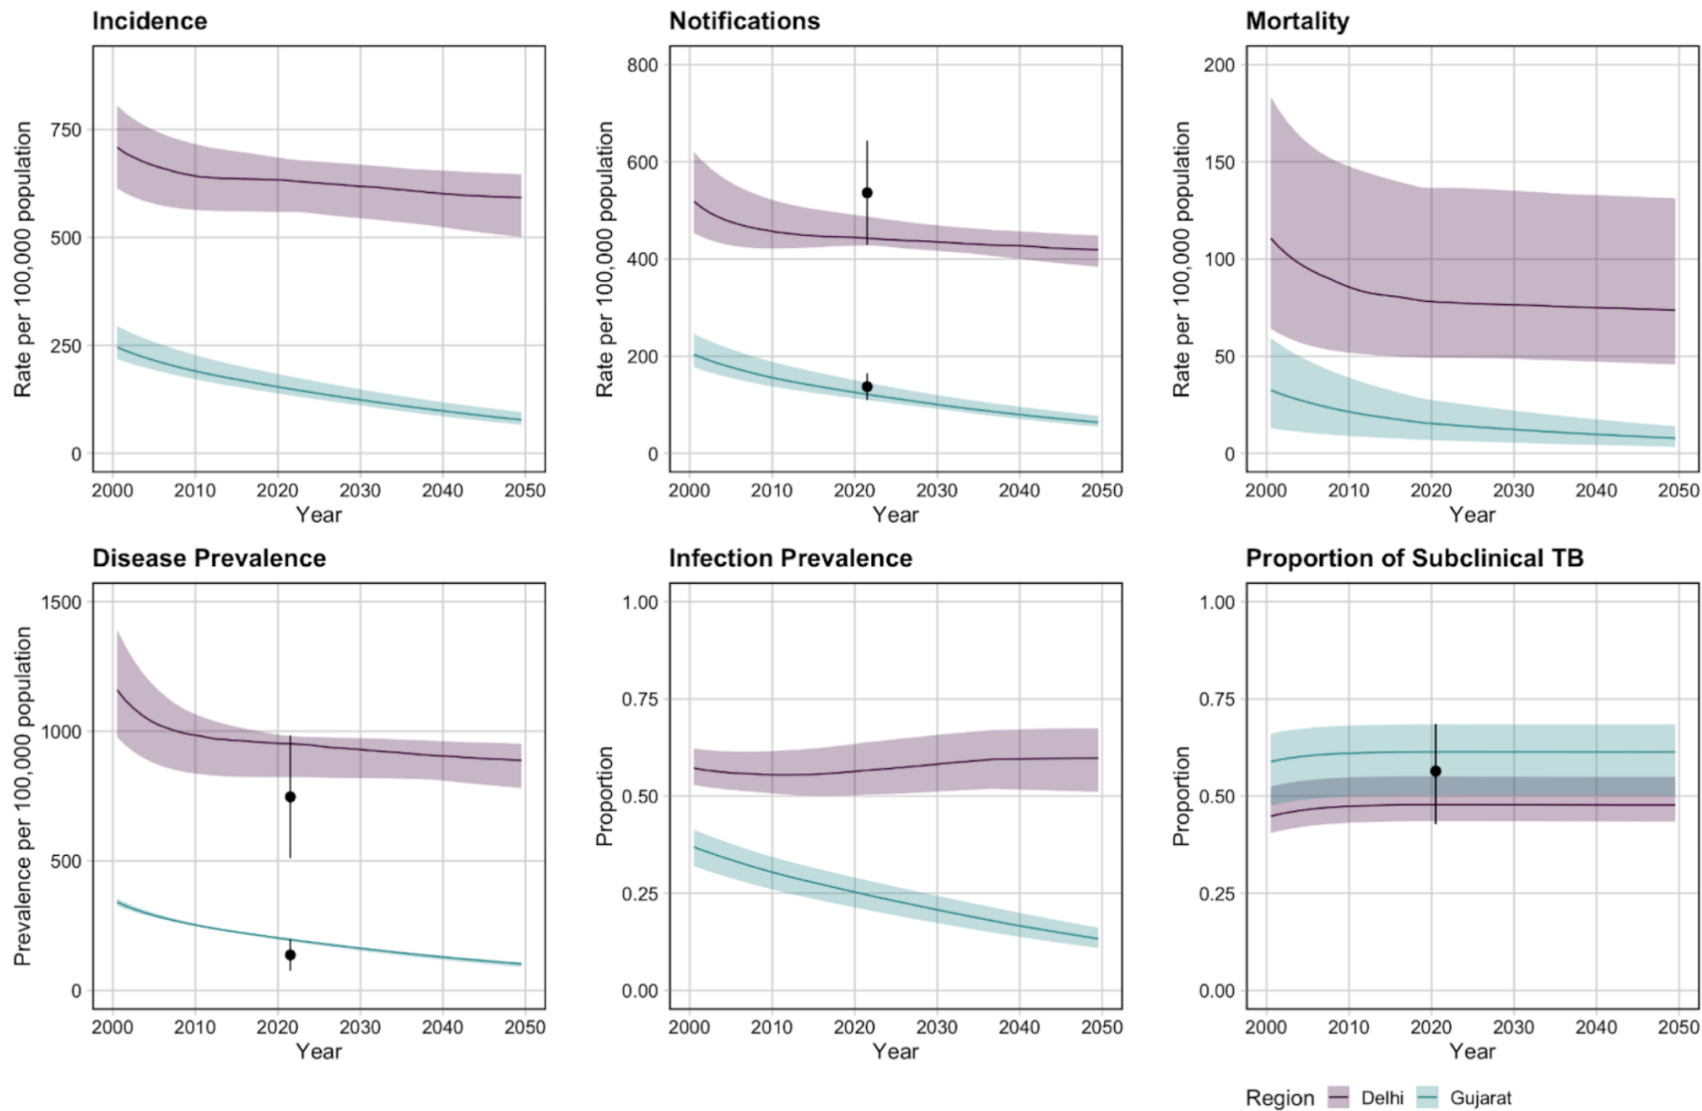 Incidence
Rate per 100,000 population
750
500
250
0
2000 2010 2020 2030 2040 2050
Year
Notifications
Rate per 100,000 population
800
600
400
200
0
2000 2010 2020 2030 2040 2050
Year
Mortality
Rate per 100,000 population
200
150
100
50
0
2000 2010 2020 2030 2040 2050
Year
Disease Prevalence
Prevalence per 100,000 population
1500
1000
500
0
2000 2010 2020 2030 2040 2050
Year
Infection Prevalence
Proportion
1.00
0.75
0.50
0.25
0.00
2000 2010 2020 2030 2040 2050
Year
Proportion of Subclinical TB
Proportion
1.00
0.75
0.50
0.25
0.00
2000 2010 2020 2030 2040 2050
Year
Region Delhi Gujarat